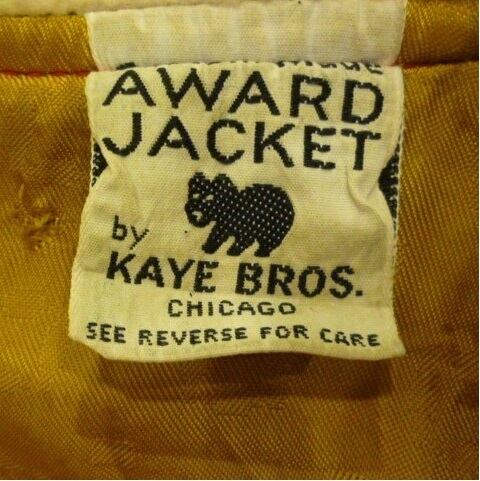 AWARD
JACKET
by
KAYE BROS.
CHICAGO
SEE REVERSE FOR CARE